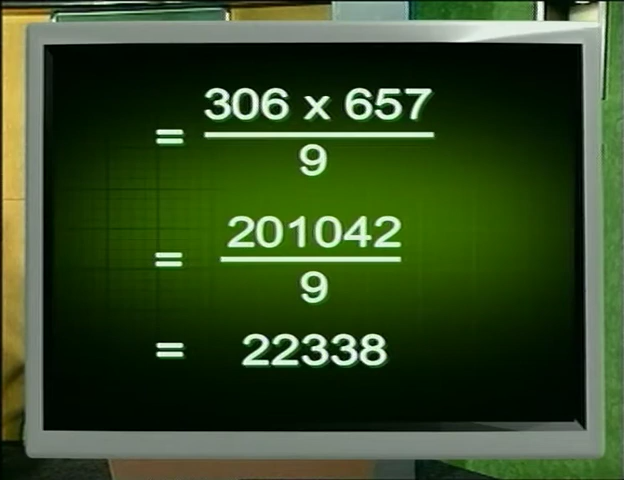 = 306 x 657
9
= 201042
9
= 22338